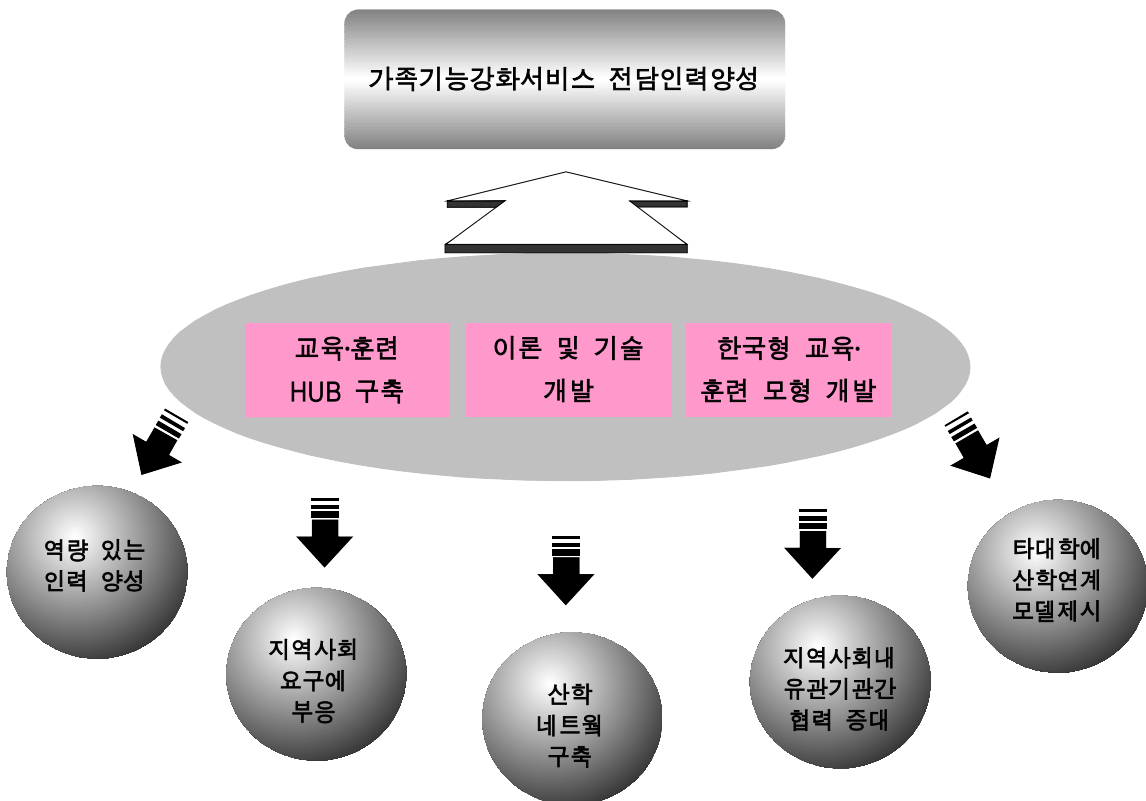 가족기능강화서비스 전담인력양성
교육·훈련
HUB 구축
이론 및 기술
개발
한국형 교육·
훈련 모형 개발
역량 있는
인력 양성
지역사회
요구에
부응
산학
네트웍
구축
지역사회내
유관기관간
협력 증대
타대학에
산학연계
모델제시